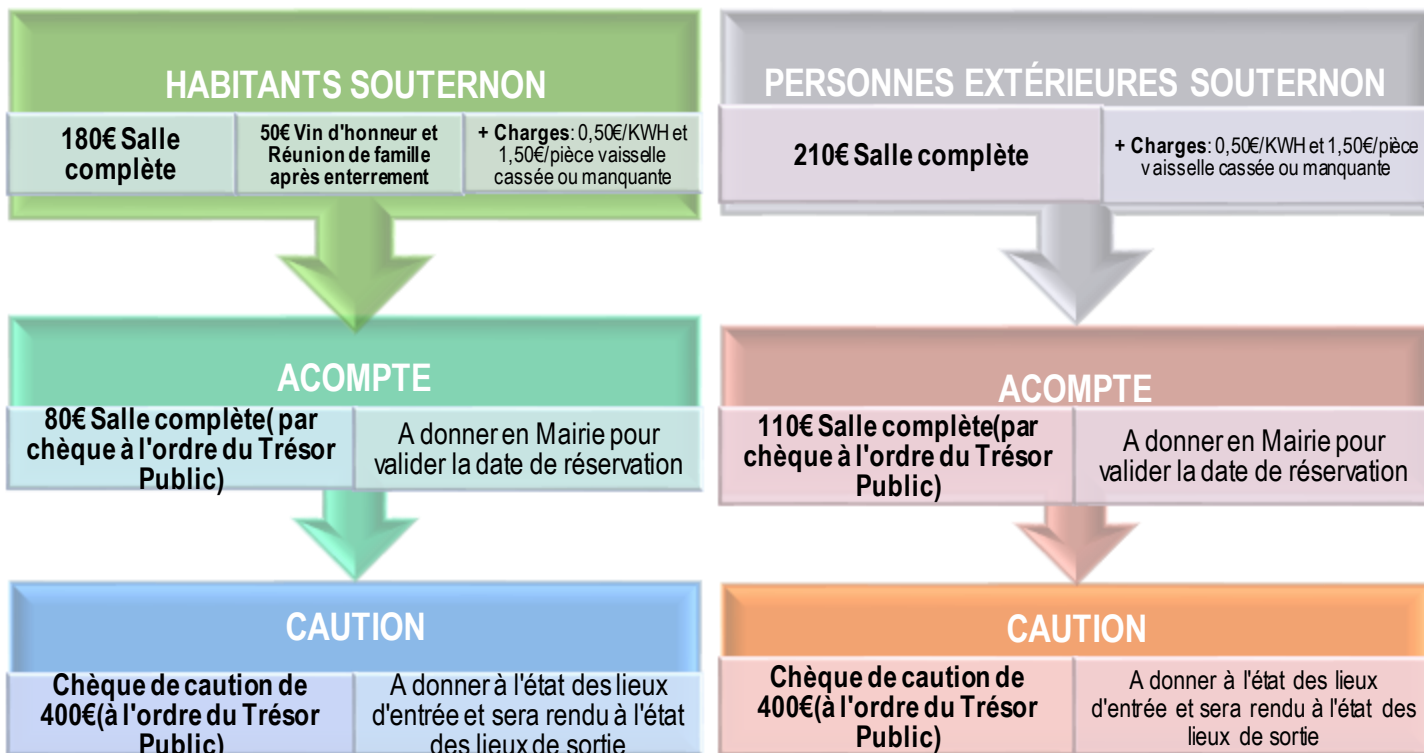 HABITANTS SOUTERNON
180€ Salle
complète
50€ Vin d'honneur et
Réunion de famille
après enterrement
+ Charges: 0,50€/KWH et
1,50€/pièce vaisselle
cassée ou manquante
ACOMPTE
80€ Salle complète( par
chèque à l'ordre du Trésor
Public)
A donner en Mairie pour
valider la date de réservation
CAUTION
Chèque de caution de
400€(à l'ordre du Trésor
Public)
A donner à l'état des lieux
d'entrée et sera rendu à l'état
des lieux de sortie
PERSONNES EXTÉRIEURES SOUTERNON
210€ Salle complète
+ Charges: 0,50€/KWH et 1,50€/pièce
vaisselle cassée ou manquante
ACOMPTE
110€ Salle complète(par
chèque à l'ordre du Trésor
Public)
A donner en Mairie pour
valider la date de réservation
CAUTION
Chèque de caution de
400€(à l'ordre du Trésor
Public)
A donner à l'état des lieux
d'entrée et sera rendu à l'état des
lieux de sortie